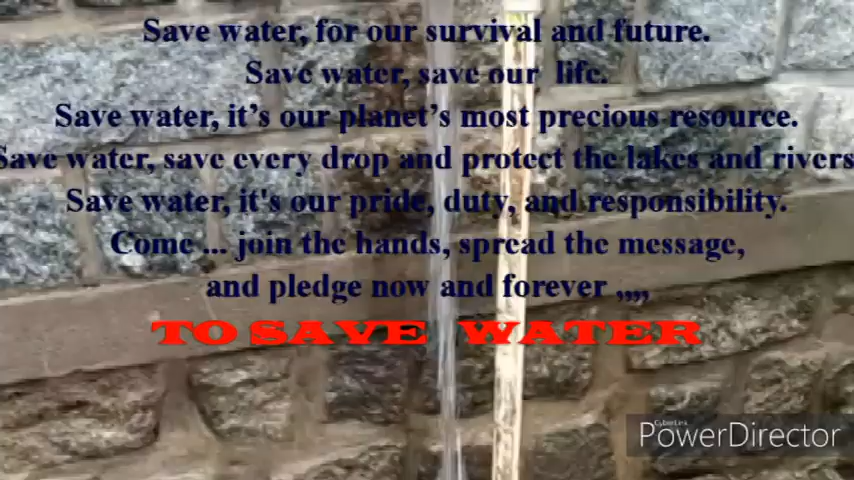 Save water, for our survival and future.
Save water, save our life.
Save water, it’s our planet’s most precious resource.
Save water, save every drop and protect the lakes and rivers
Save water, it's our pride, duty, and responsibility.
Come ... join the hands, spread the message,
and pledge now and forever ,,,,
TO SAVE WATER
CyberLink
PowerDirector